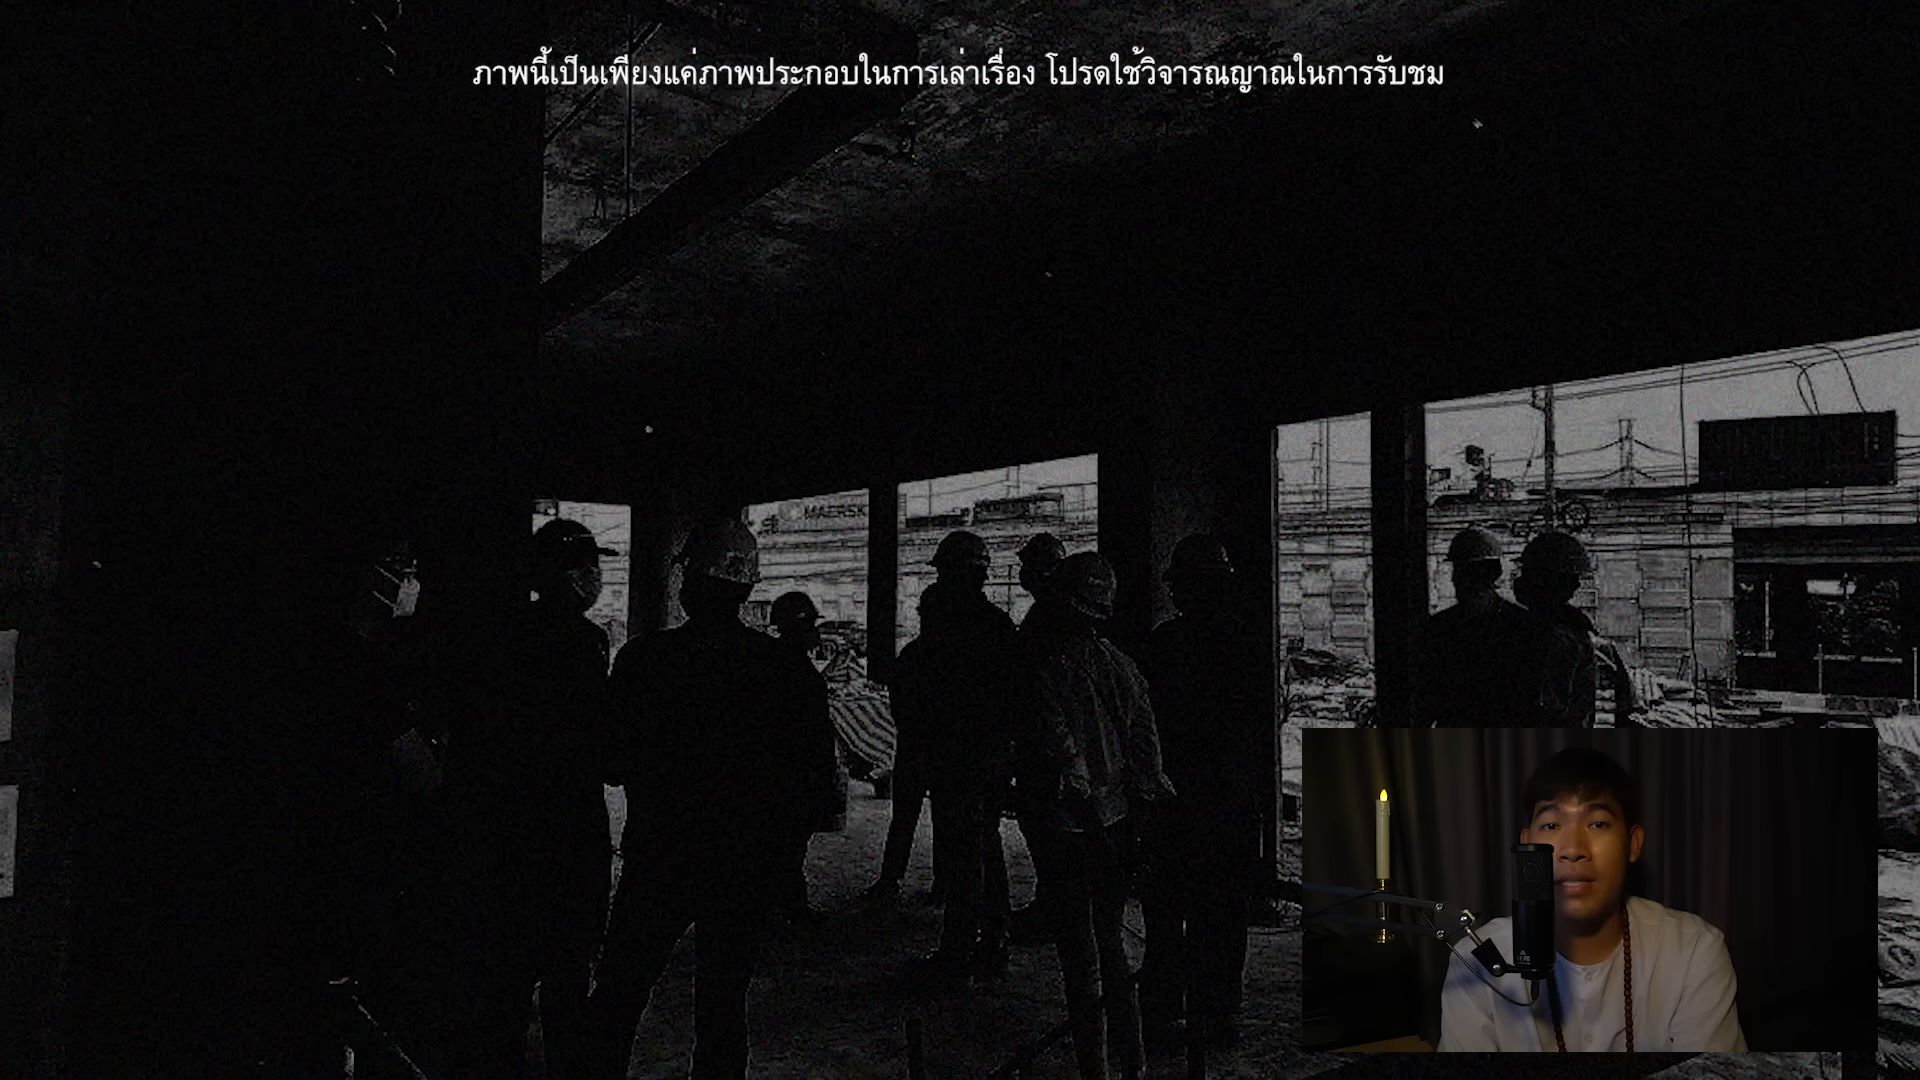 ภาพนี้เป็นเพียงแค่ภาพประกอบในการเล่าเรื่อง โปรดใช้วิจารณญาณในการรับชม
MAERSK